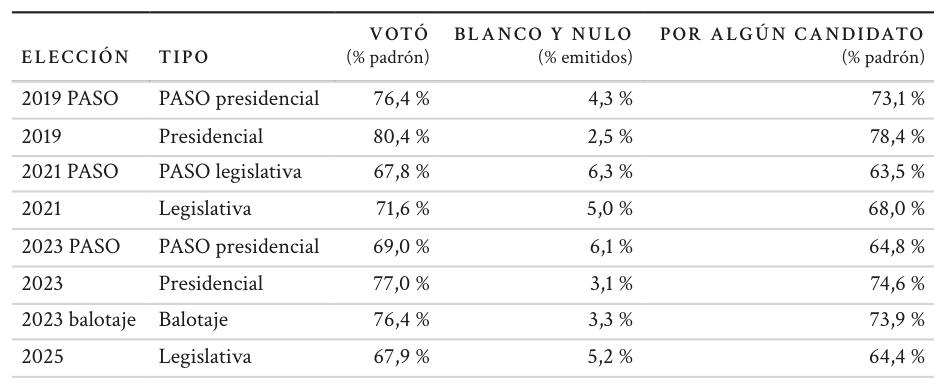 VOTÓ BLANCO Y NULO POR ALGÚN CANDIDATO
ELECCIÓN TIPO (% padrón) (% emitidos) (% padrón)
2019 PASO PASO presidencial 76,4 % 4,3 % 73,1 %
2019 Presidencial 80,4 % 2,5 % 78,4 %
2021 PASO PASO legislativa 67,8 % 6,3 % 63,5 %
2021 Legislativa 71,6 % 5,0 % 68,0 %
2023 PASO PASO presidencial 69,0 % 6,1 % 64,8 %
2023 Presidencial 77,0 % 3,1 % 74,6 %
2023 balotaje Balotaje 76,4 % 3,3 % 73,9 %
2025 Legislativa 67,9 % 5,2 % 64,4 %